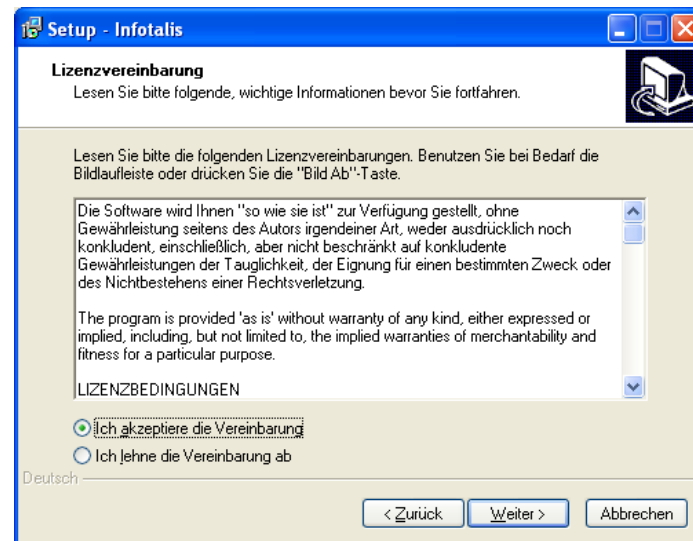 Setup - Infotalis
Lizenzvereinbarung
Lesen Sie bitte folgende, wichtige Informationen bevor Sie fortfahren.
Lesen Sie bitte die folgenden Lizenzvereinbarungen. Benutzen Sie bei Bedarf die
Bildlaufleiste oder drücken Sie die "Bild Ab"-Taste.
Die Software wird Ihnen "so wie sie ist" zur Verfügung gestellt, ohne
Gewährleistung seitens des Autors irgendeiner Art, weder ausdrücklich noch
konkludent, einschließlich, aber nicht beschränkt auf konkludente
Gewährleistungen der Tauglichkeit, der Eignung für einen bestimmten Zweck oder
des Nichtbestehens einer Rechtsverletzung.
The program is provided 'as is' without warranty of any kind, either expressed or
implied, including, but not limited to, the implied warranties of merchantability and
fitness for a particular purpose.
LIZENZBEDINGUNGEN
Ich akzeptiere die Vereinbarung
Ich lehne die Vereinbarung ab
Deutsch
< Zurück Weiter > Abbrechen